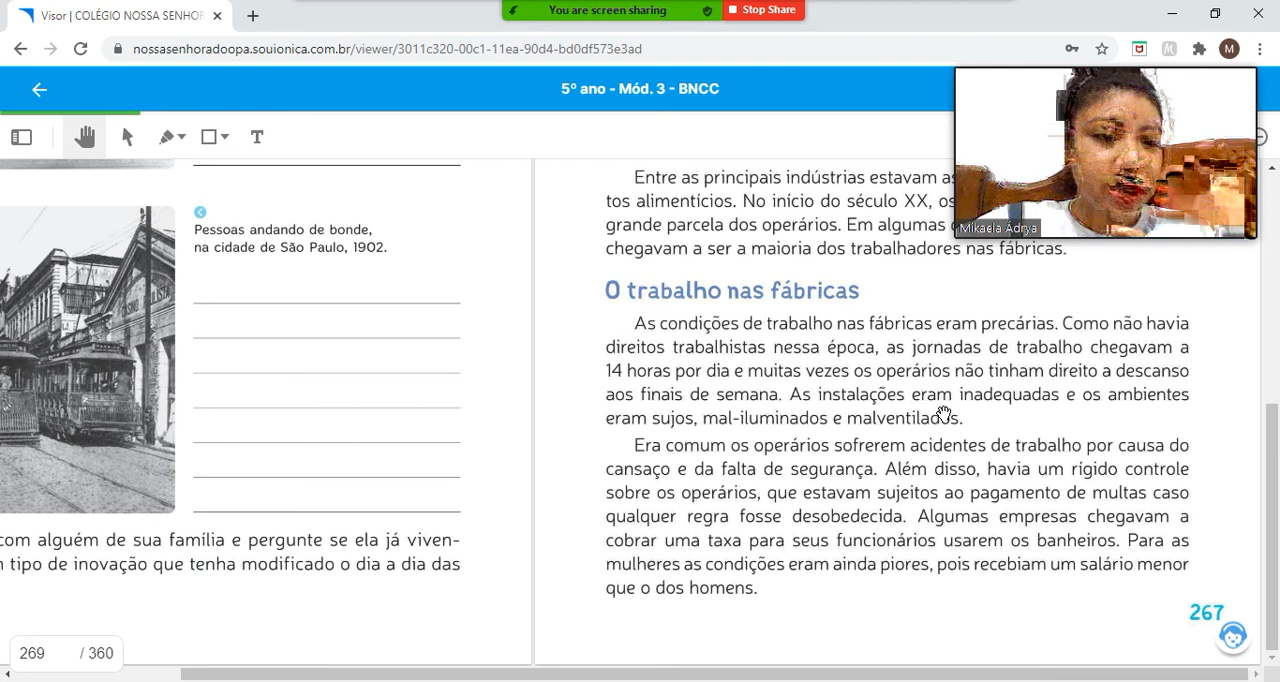 You are screen sharing
Stop Share
Visor | COLÉGIO NOSSA SENHOR
nossasenhoradoopa.souionica.com.br/viewer/3011c320-00c1-11ea-90d4-bd0df573e3ad
M
5º ano - Mód. 3 - BNCC
T
Mikaela Ádrya
Pessoas andando de bonde,
na cidade de São Paulo, 1902.
com alguém de sua família e pergunte se ela já viven-
tipo de inovação que tenha modificado o dia a dia das
269 / 360
Entre as principais indústrias estavam as
tos alimentícios. No início do século XX, os
grande parcela dos operários. Em algumas
chegavam a ser a maioria dos trabalhadores nas fábricas.
O trabalho nas fábricas
As condições de trabalho nas fábricas eram precárias. Como não havia
direitos trabalhistas nessa época, as jornadas de trabalho chegavam a
14 horas por dia e muitas vezes os operários não tinham direito a descanso
aos finais de semana. As instalações eram inadequadas e os ambientes
eram sujos, mal-iluminados e malventilados.
Era comum os operários sofrerem acidentes de trabalho por causa do
cansaço e da falta de segurança. Além disso, havia um rígido controle
sobre os operários, que estavam sujeitos ao pagamento de multas caso
qualquer regra fosse desobedecida. Algumas empresas chegavam a
cobrar uma taxa para seus funcionários usarem os banheiros. Para as
mulheres as condições eram ainda piores, pois recebiam um salário menor
que o dos homens.
267